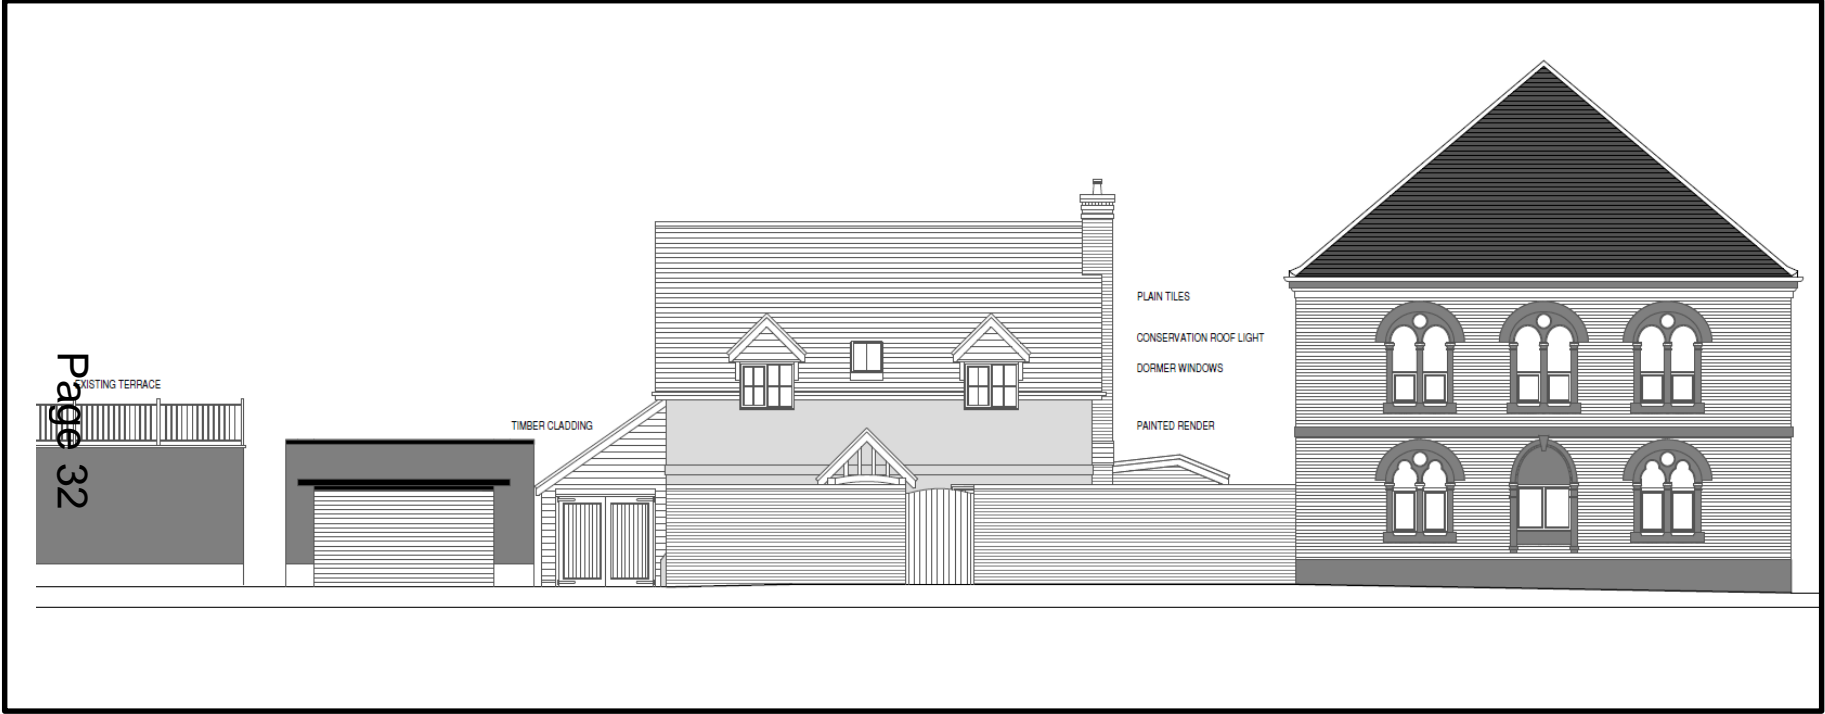 PLAIN TILES
CONSERVATION ROOF LIGHT
DORMER WINDOWS
EXISTING TERRACE
TIMBER CLADDING
PAINTED RENDER
Page 32